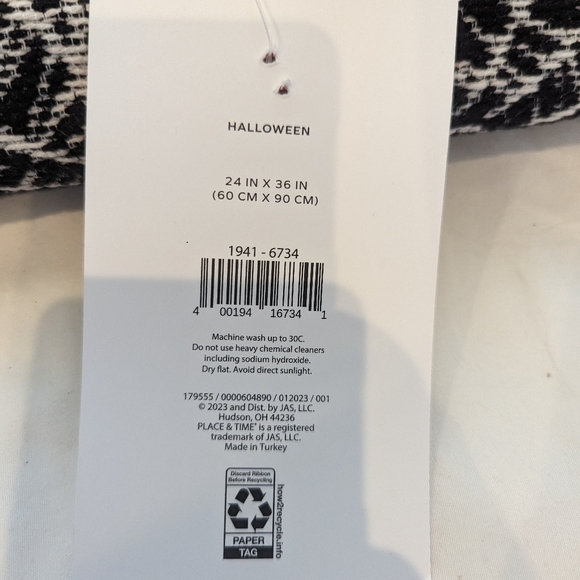 HALLOWEEN
24 IN X 36 IN
(60 CM X 90 CM)
1941 - 6734
4 00194 16734 1
Machine wash up to 30C.
Do not use heavy chemical cleaners
including sodium hydroxide.
Dry flat. Avoid direct sunlight.
179555 / 0000604890 / 012023 / 001
© 2023 and Dist. by JAS, LLC.
Hudson, OH 44236
PLACE & TIME® is a registered
trademark of JAS, LLC.
Made in Turkey
Discard Ribbon
Before Recycling
how2recycle.info
PAPER
TAG